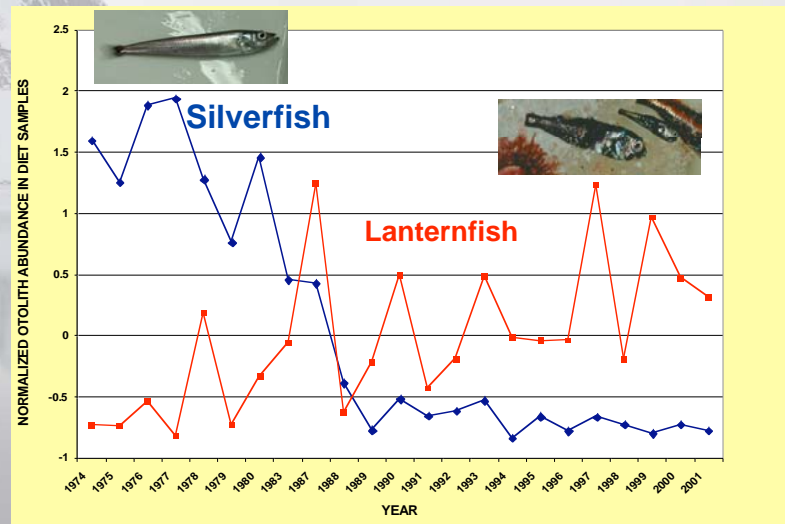 NORMALIZED OTOLITH ABUNDANCE IN DIET SAMPLES
2.5
2
1.5
1
0.5
0
-0.5
-1
Silverfish
Lanternfish
1974 1975 1976 1977 1978 1979 1980 1983 1987 1988 1989 1990 1991 1992 1993 1994 1995 1996 1997 1998 1999 2000 2001
YEAR